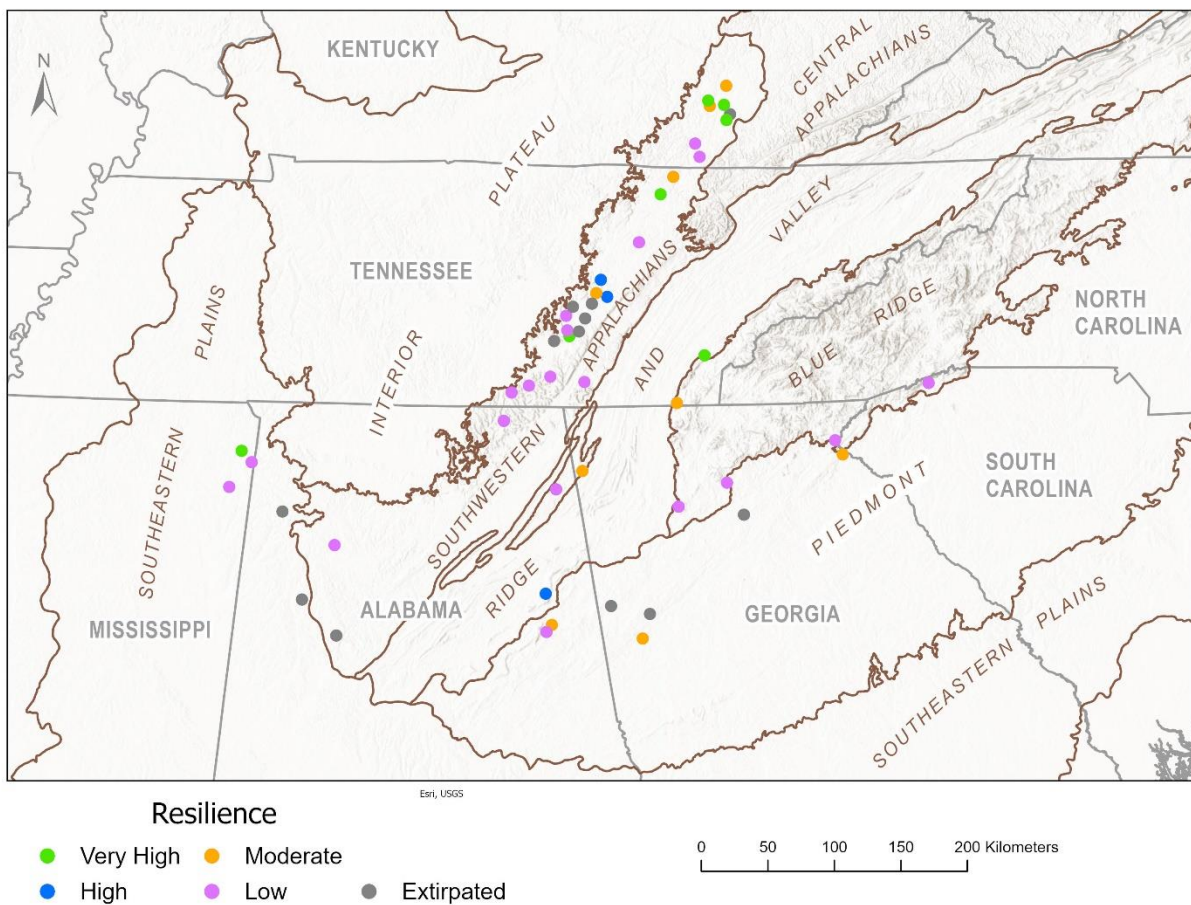 N
KENTUCKY
CENTRAL
APPALACHIANS
PLATEAU
VALLEY
TENNESSEE
PLAINS
APPALACHIANS
RIDGE
NORTH
CAROLINA
BLUE
AND
INTERIOR
SOUTHEASTERN
SOUTHWESTERN
SOUTH
CAROLINA
PIEDMONT
RIDGE
ALABAMA
GEORGIA
MISSISSIPPI
PLAINS
SOUTHEASTERN
Esri, USGS
Resilience
Very High
Moderate
High
Low
Extirpated
0 50 100 150 200 Kilometers